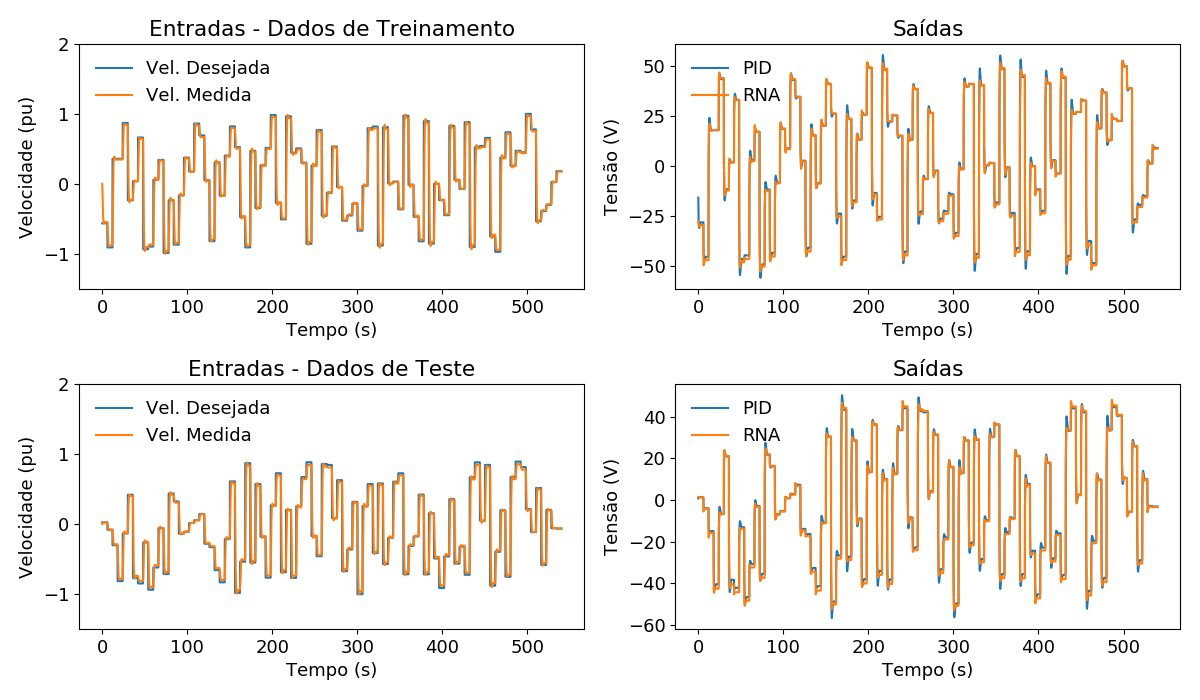 Entradas - Dados de Treinamento
2
1
0
−1
Velocidade (pu)
Vel. Desejada
Vel. Medida
0 100 200 300 400 500
Tempo (s)
Saídas
50
25
0
−25
−50
Tensão (V)
PID
RNA
0 100 200 300 400 500
Tempo (s)
Entradas - Dados de Teste
2
1
0
−1
Velocidade (pu)
Vel. Desejada
Vel. Medida
0 100 200 300 400 500
Tempo (s)
Saídas
40
20
0
−20
−40
−60
Tensão (V)
PID
RNA
0 100 200 300 400 500
Tempo (s)